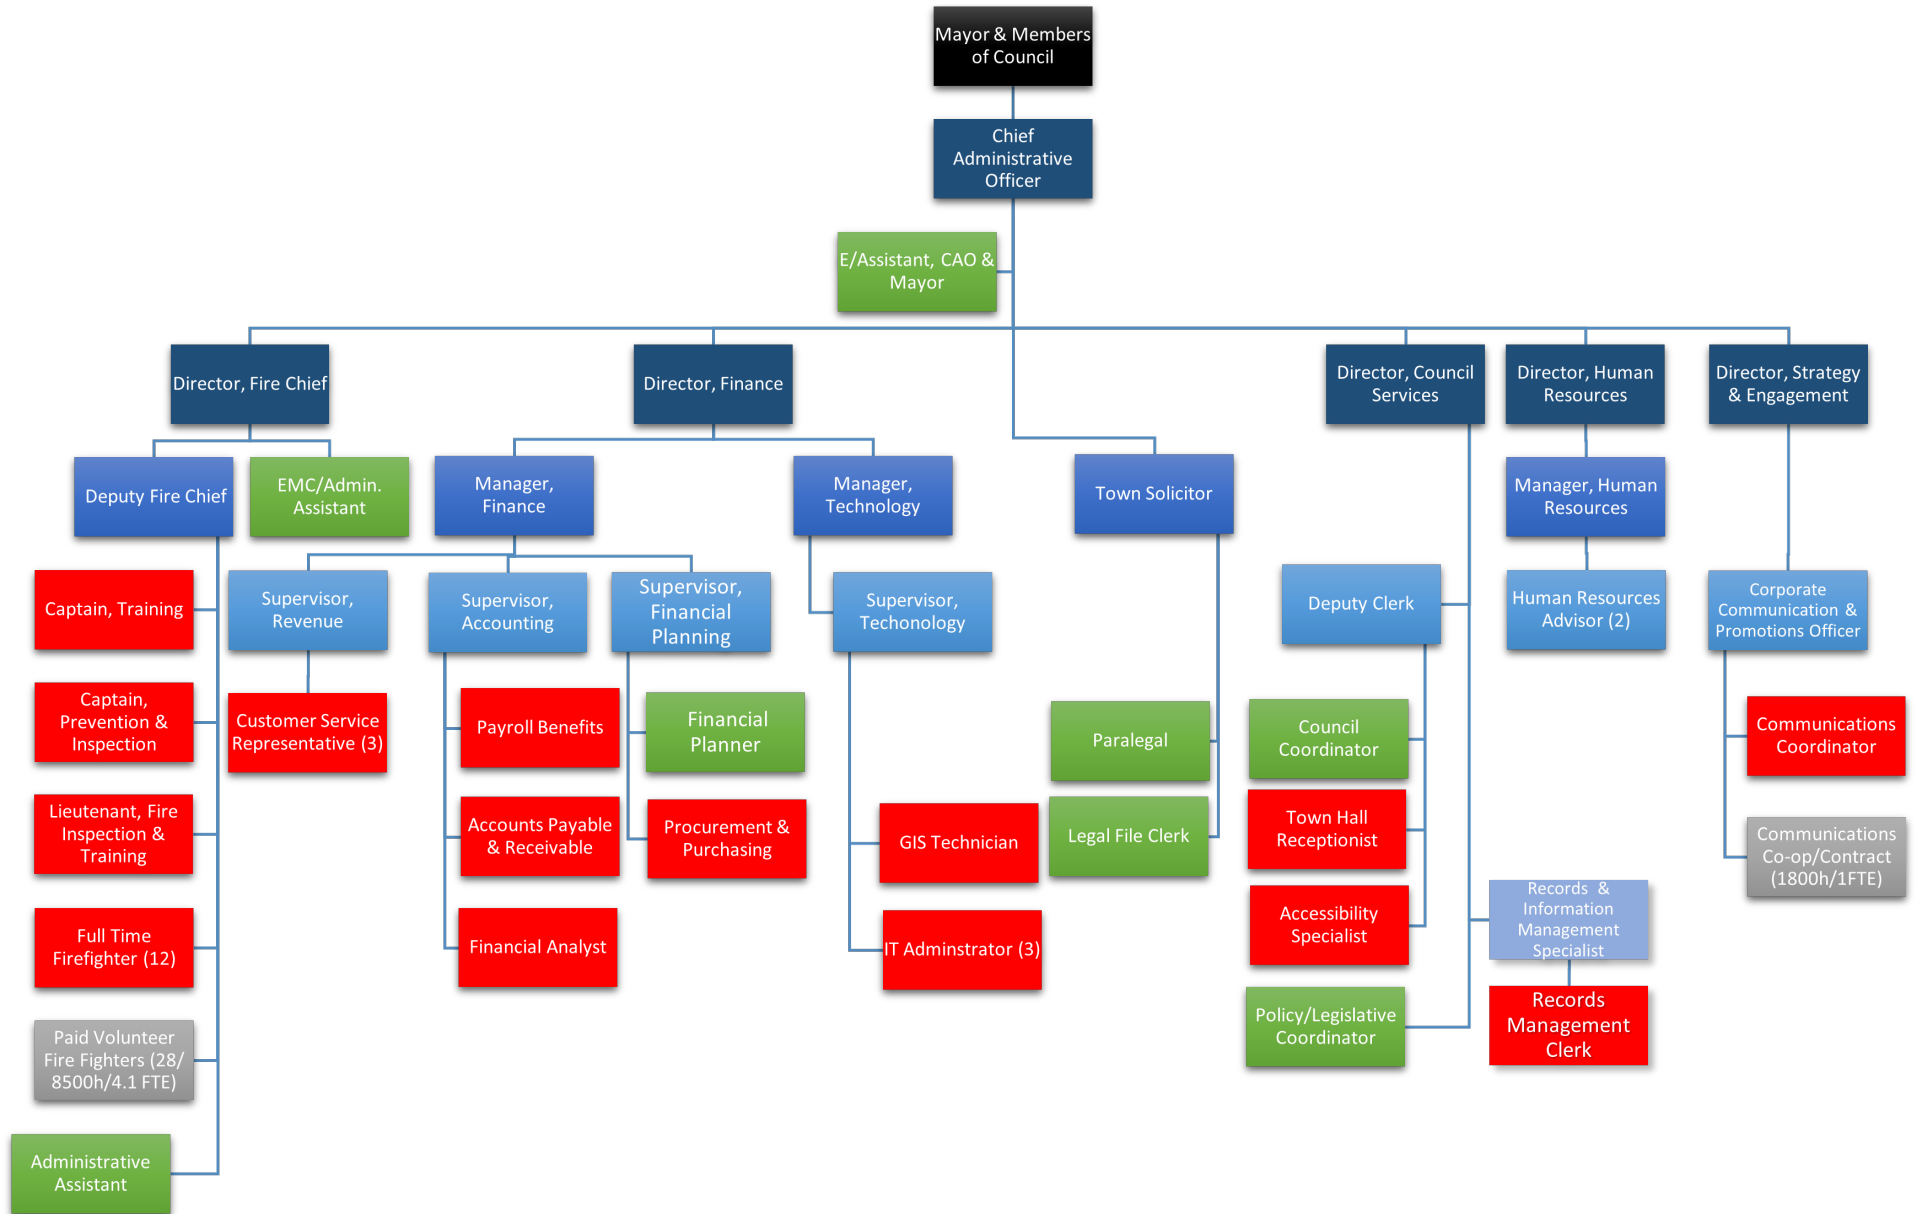 Mayor & Members
of Council
Chief
Administrative
Officer
E/Assistant, CAO &
Mayor
Director, Fire Chief
Director, Finance
Director, Council
Services
Director, Human
Resources
Director, Strategy
& Engagement
Deputy Fire Chief
EMC/Admin.
Assistant
Manager,
Finance
Manager,
Technology
Town Solicitor
Manager, Human
Resources
Captain, Training
Supervisor,
Revenue
Supervisor,
Accounting
Supervisor,
Financial
Planning
Supervisor,
Techonology
Deputy Clerk
Human Resources
Advisor (2)
Corporate
Communication &
Promotions Officer
Captain,
Prevention &
Inspection
Customer Service
Representative (3)
Payroll Benefits
Financial
Planner
Paralegal
Council
Coordinator
Communications
Coordinator
Lieutenant, Fire
Inspection &
Training
Accounts Payable
& Receivable
Procurement &
Purchasing
GIS Technician
Legal File Clerk
Town Hall
Receptionist
Communications
Co-op/Contract
(1800h/1FTE)
Full Time
Firefighter (12)
Financial Analyst
IT Adminstrator (3)
Accessibility
Specialist
Records &
Information
Management
Specialist
Paid Volunteer
Fire Fighters (28/
8500h/4.1 FTE)
Policy/Legislative
Coordinator
Records
Management
Clerk
Administrative
Assistant